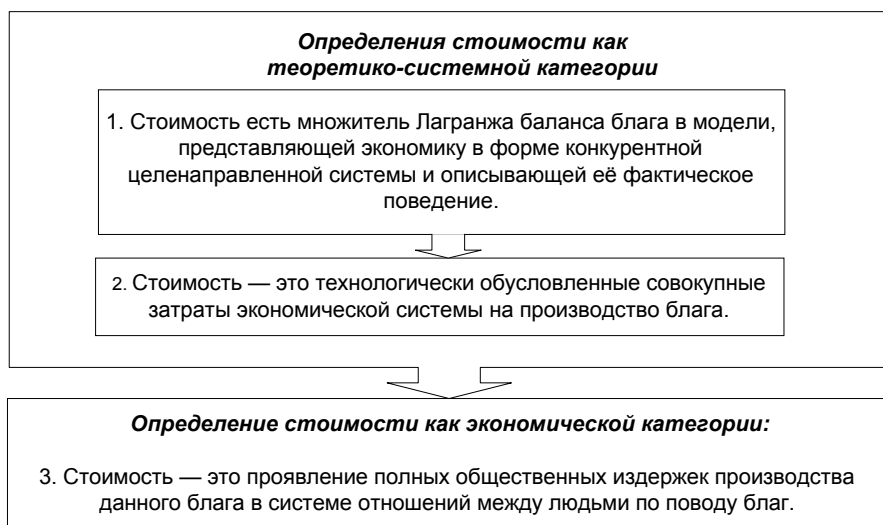 Определения стоимости как
теоретико-системной категории
1. Стоимость есть множитель Лагранжа баланса блага в модели,
представляющей экономику в форме конкурентной
целенаправленной системы и описывающей её фактическое
поведение.
2. Стоимость — это технологически обусловленные совокупные
затраты экономической системы на производство блага.
Определение стоимости как экономической категории:
3. Стоимость — это проявление полных общественных издержек производства
данного блага в системе отношений между людьми по поводу благ.